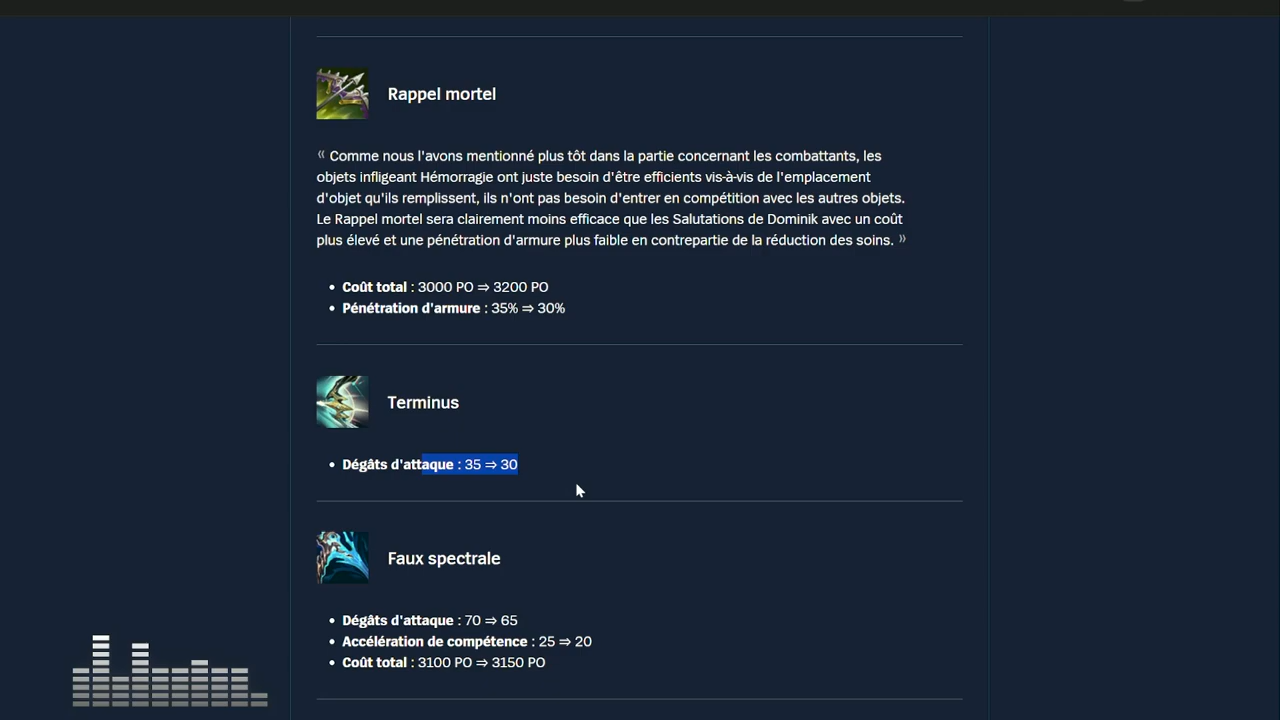 Rappel mortel
« Comme nous l'avons mentionné plus tôt dans la partie concernant les combattants, les
objets infligeant Hémorragie ont juste besoin d'être efficients vis-à-vis de l'emplacement
d'objet qu'ils remplissent, ils n'ont pas besoin d'entrer en compétition avec les autres objets.
Le Rappel mortel sera clairement moins efficace que les Salutations de Dominik avec un coût
plus élevé et une pénétration d'armure plus faible en contrepartie de la réduction des soins. »
• Coût total : 3000 PO ⇒ 3200 PO
• Pénétration d'armure : 35% ⇒ 30%
Terminus
• Dégâts d'attaque : 35 ⇒ 30
Faux spectrale
• Dégâts d'attaque : 70 ⇒ 65
• Accélération de compétence : 25 ⇒ 20
• Coût total : 3100 PO ⇒ 3150 PO